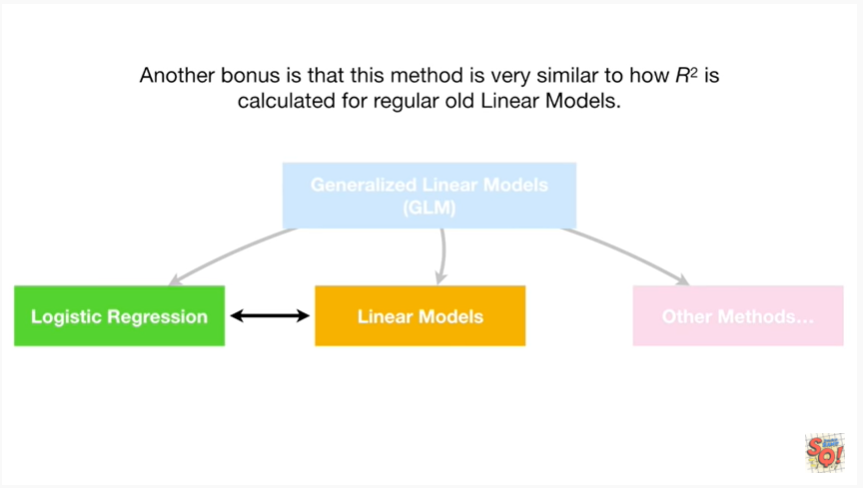 Another bonus is that this method is very similar to how R² is
calculated for regular old Linear Models.
Generalized Linear Models
(GLM)
Logistic Regression
Linear Models
Other Methods...
SQ!